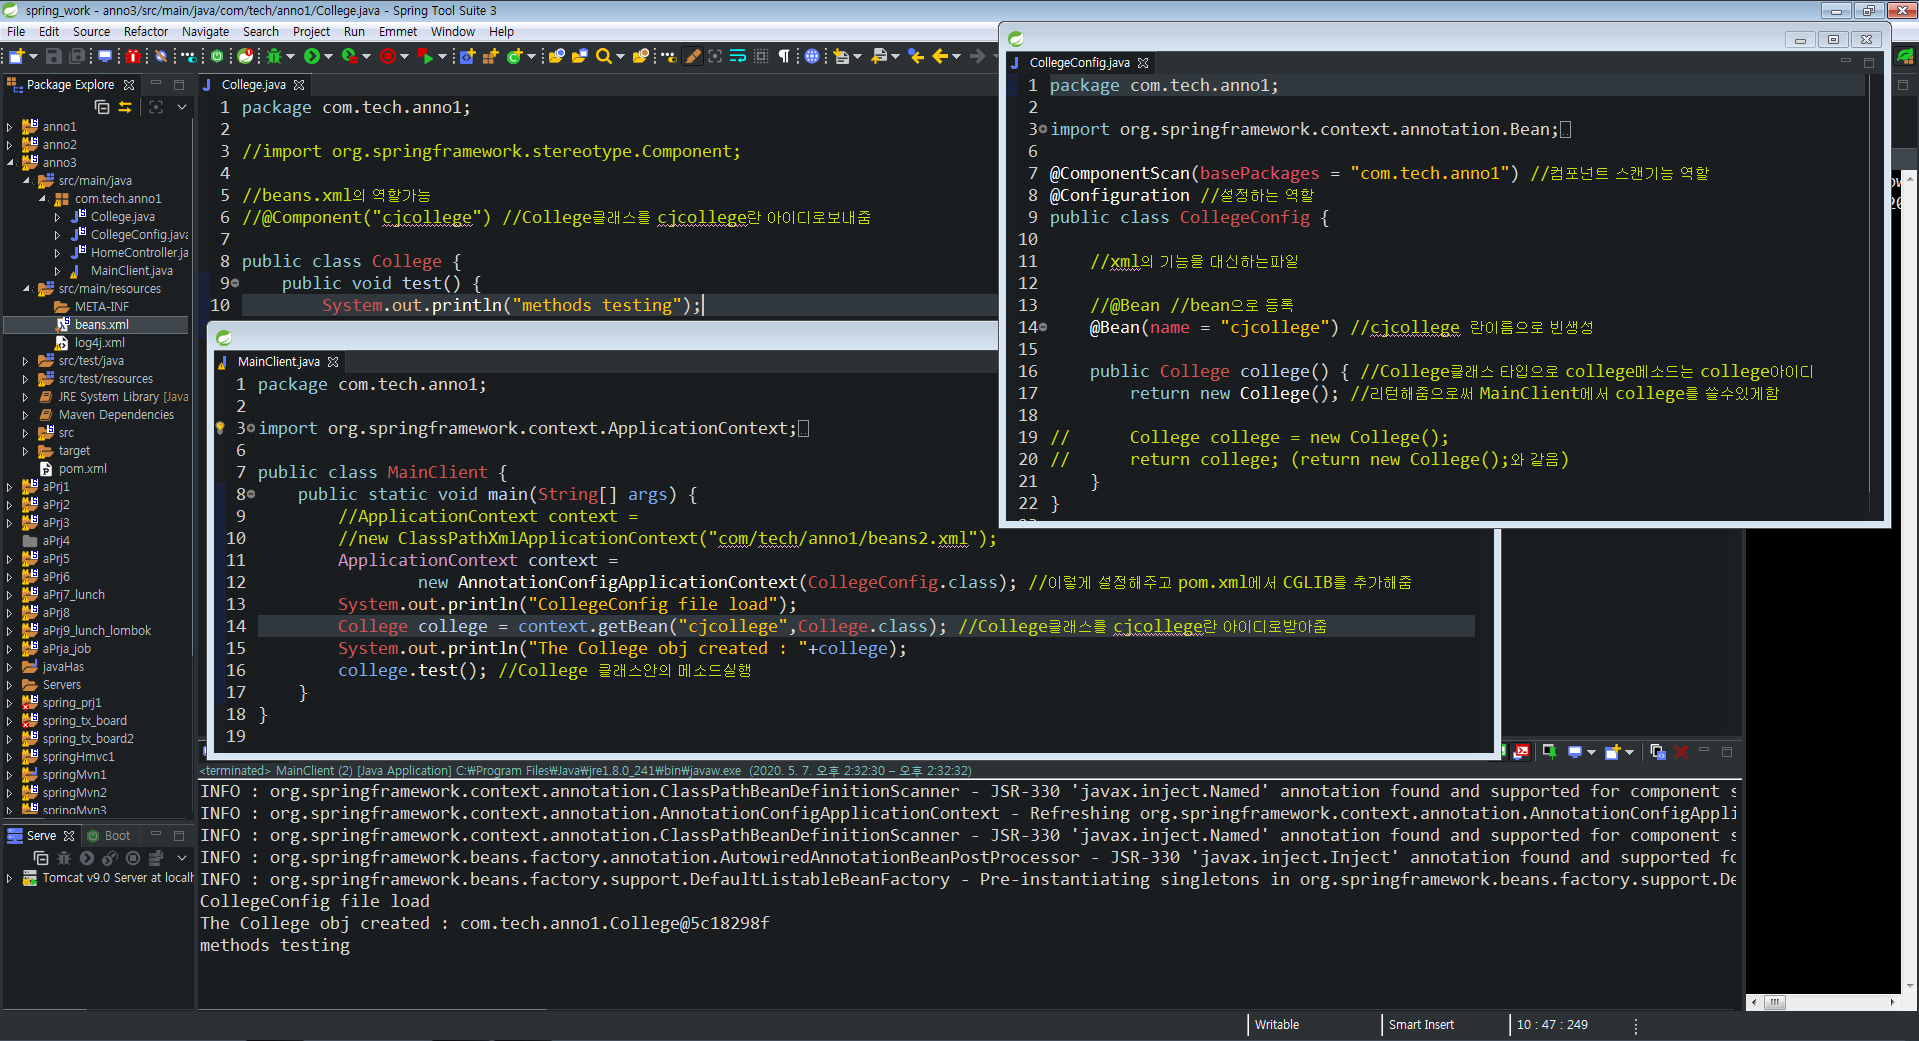 spring_work - anno3/src/main/java/com/tech/anno1/College.java - Spring Tool Suite 3
File Edit Source Refactor Navigate Search Project Run Emmet Window Help
Package Explore
anno1
anno2
anno3
src/main/java
com.tech.anno1
College.java
CollegeConfig.java
HomeController.ja
MainClient.java
src/main/resources
META-INF
beans.xml
log4j.xml
src/test/java
src/test/resources
JRE System Library [Java
Maven Dependencies
src
target
pom.xml
aPrj1
aPrj2
aPrj3
aPrj4
aPrj5
aPrj6
aPrj7_lunch
aPrj8
aPrj9_lunch_lombok
aPrja_job
javaHas
Servers
spring_prj1
spring_tx_board
spring_tx_board2
springHmvc1
springMvn1
springMvn2
springMvn3
Serve Boot
Tomcat v9.0 Server at localh
College.java
1 package com.tech.anno1;
2
3 //import org.springframework.stereotype.Component;
4
5 //beans.xml의 역할가능
6 //@Component("cjcollege") //College클래스를 cjcollege란 아이디로보내줌
7
8 public class College {
9 public void test() {
10 System.out.println("methods testing");
MainClient.java
1 package com.tech.anno1;
2
3 import org.springframework.context.ApplicationContext;
6
7 public class MainClient {
8 public static void main(String[] args) {
9 //ApplicationContext context =
10 //new ClassPathXmlApplicationContext("com/tech/anno1/beans2.xml");
11 ApplicationContext context =
12 new AnnotationConfigApplicationContext(CollegeConfig.class); //이렇게 설정해주고 pom.xml에서 CGLIB를 추가해줌
13 System.out.println("CollegeConfig file load");
14 College college = context.getBean("cjcollege",College.class); //College클래스를 cjcollege란 아이디로받아줌
15 System.out.println("The College obj created : "+college);
16 college.test(); //College 클래스안의 메소드실행
17 }
18 }
19
CollegeConfig.java
1 package com.tech.anno1;
2
3 import org.springframework.context.annotation.Bean;
6
7 @ComponentScan(basePackages = "com.tech.anno1") //컴포넌트 스캔기능 역할
8 @Configuration //설정하는 역할
9 public class CollegeConfig {
10
11 //xml의 기능을 대신하는파일
12
13 //@Bean //bean으로 등록
14 @Bean(name = "cjcollege") //cjcollege 란이름으로 빈생성
15
16 public College college() { //College클래스 타입으로 college메소드는 college아이디
17 return new College(); //리턴해줌으로써 MainClient에서 college를 쓸수있게함
18
19 // College college = new College();
20 // return college; (return new College();와 같음)
21 }
22 }
<terminated> MainClient (2) [Java Application] C:₩Program Files₩Java₩jre1.8.0_241₩bin₩javaw.exe (2020. 5. 7. 오후 2:32:30 – 오후 2:32:32)
INFO : org.springframework.context.annotation.ClassPathBeanDefinitionScanner - JSR-330 'javax.inject.Named' annotation found and supported for component s
INFO : org.springframework.context.annotation.AnnotationConfigApplicationContext - Refreshing org.springframework.context.annotation.AnnotationConfigAppli
INFO : org.springframework.context.annotation.ClassPathBeanDefinitionScanner - JSR-330 'javax.inject.Named' annotation found and supported for component s
INFO : org.springframework.beans.factory.annotation.AutowiredAnnotationBeanPostProcessor - JSR-330 'javax.inject.Inject' annotation found and supported fo
INFO : org.springframework.beans.factory.support.DefaultListableBeanFactory - Pre-instantiating singletons in org.springframework.beans.factory.support.De
CollegeConfig file load
The College obj created : com.tech.anno1.College@5c18298f
methods testing
Writable Smart Insert 10 : 47 : 249